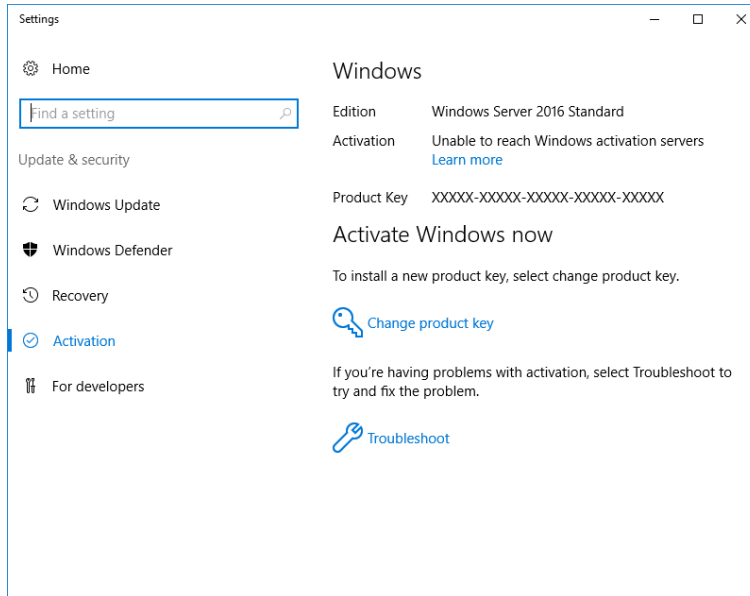 Settings
Home
Find a setting
Update & security
Windows Update
Windows Defender
Recovery
Activation
For developers
Windows
Edition Windows Server 2016 Standard
Activation Unable to reach Windows activation servers
Learn more
Product Key XXXXX-XXXXX-XXXXX-XXXXX-XXXXX
Activate Windows now
To install a new product key, select change product key.
Change product key
If you're having problems with activation, select Troubleshoot to
try and fix the problem.
Troubleshoot